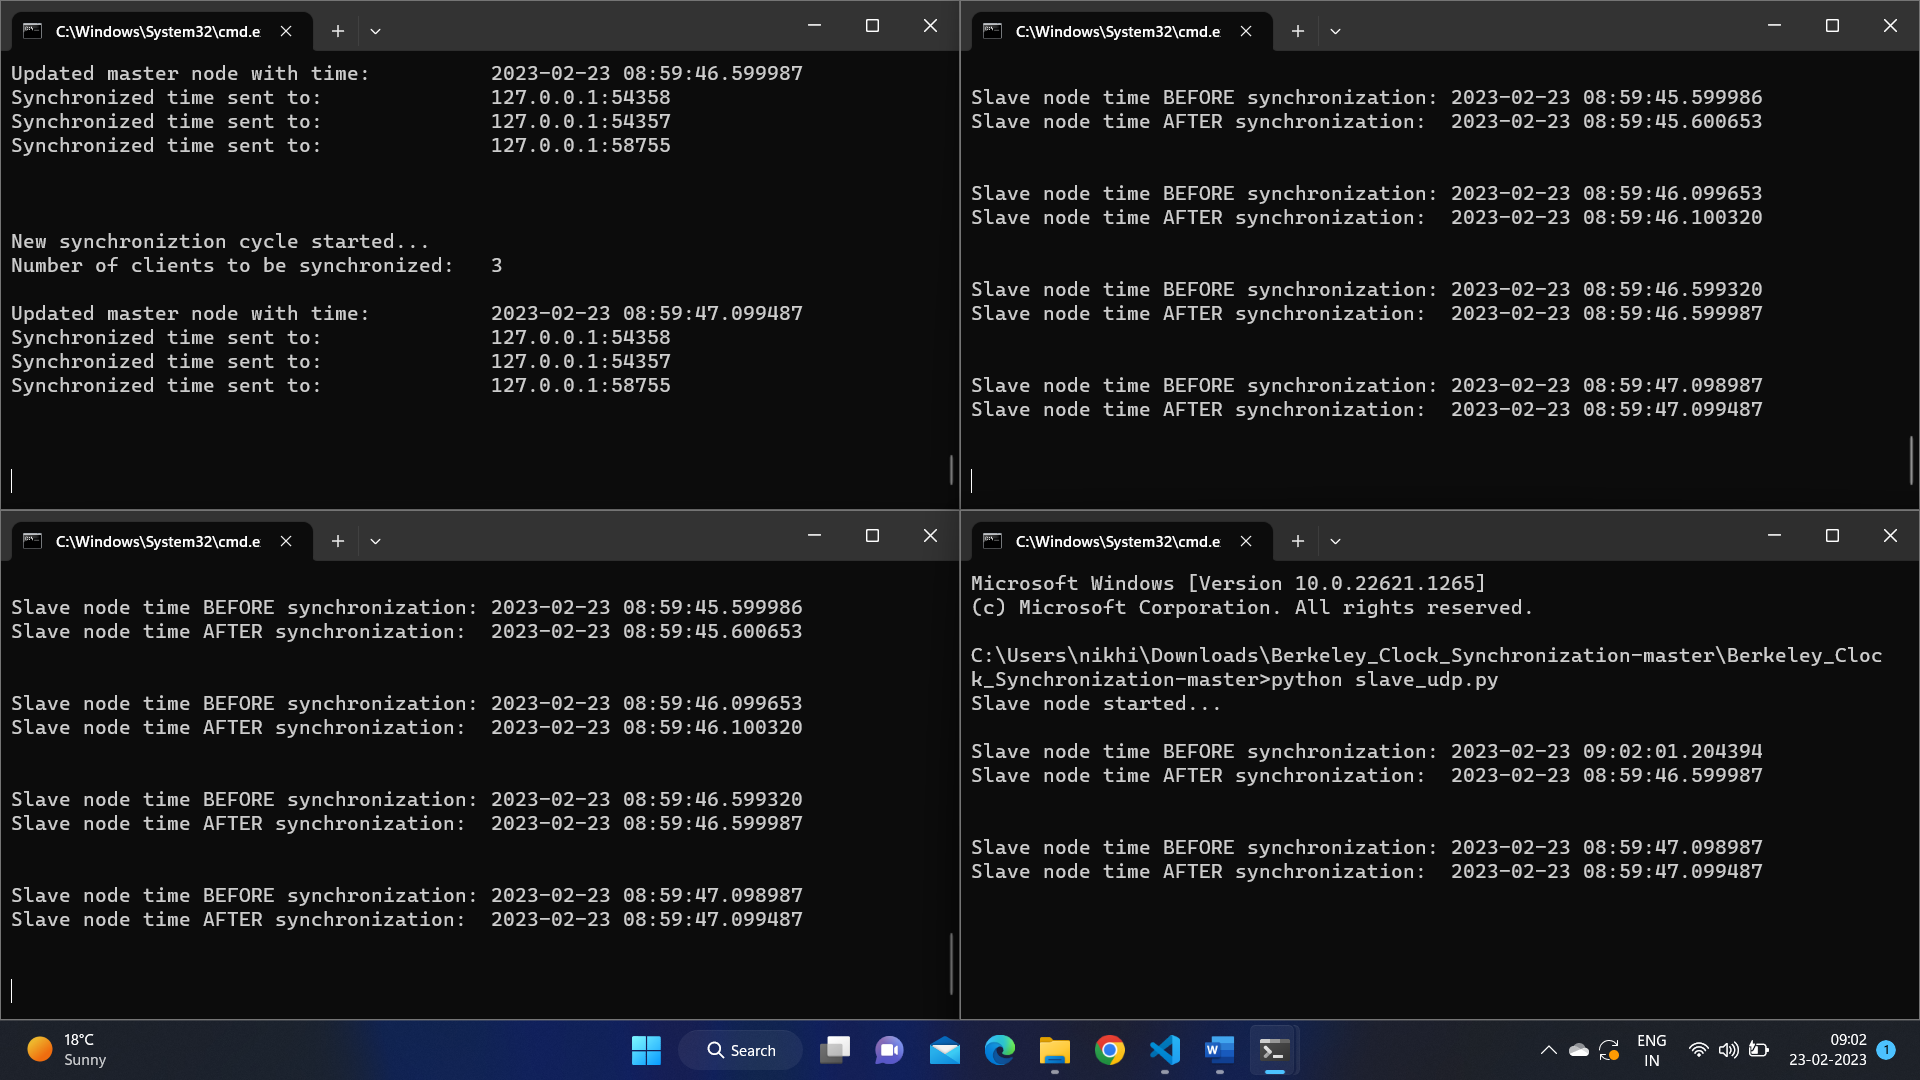 C:\Windows\System32\cmd.e
Updated master node with time: 2023-02-23 08:59:46.599987
Synchronized time sent to: 127.0.0.1:54358
Synchronized time sent to: 127.0.0.1:54357
Synchronized time sent to: 127.0.0.1:58755
New synchroniztion cycle started...
Number of clients to be synchronized: 3
Updated master node with time: 2023-02-23 08:59:47.099487
Synchronized time sent to: 127.0.0.1:54358
Synchronized time sent to: 127.0.0.1:54357
Synchronized time sent to: 127.0.0.1:58755
C:\Windows\System32\cmd.e
Slave node time BEFORE synchronization: 2023-02-23 08:59:45.599986
Slave node time AFTER synchronization: 2023-02-23 08:59:45.600653
Slave node time BEFORE synchronization: 2023-02-23 08:59:46.099653
Slave node time AFTER synchronization: 2023-02-23 08:59:46.100320
Slave node time BEFORE synchronization: 2023-02-23 08:59:46.599320
Slave node time AFTER synchronization: 2023-02-23 08:59:46.599987
Slave node time BEFORE synchronization: 2023-02-23 08:59:47.098987
Slave node time AFTER synchronization: 2023-02-23 08:59:47.099487
C:\Windows\System32\cmd.e
Slave node time BEFORE synchronization: 2023-02-23 08:59:45.599986
Slave node time AFTER synchronization: 2023-02-23 08:59:45.600653
Slave node time BEFORE synchronization: 2023-02-23 08:59:46.099653
Slave node time AFTER synchronization: 2023-02-23 08:59:46.100320
Slave node time BEFORE synchronization: 2023-02-23 08:59:46.599320
Slave node time AFTER synchronization: 2023-02-23 08:59:46.599987
Slave node time BEFORE synchronization: 2023-02-23 08:59:47.098987
Slave node time AFTER synchronization: 2023-02-23 08:59:47.099487
C:\Windows\System32\cmd.e
Microsoft Windows [Version 10.0.22621.1265]
(c) Microsoft Corporation. All rights reserved.
C:\Users\nikhi\Downloads\Berkeley_Clock_Synchronization-master\Berkeley_Cloc
k_Synchronization-master>python slave_udp.py
Slave node started...
Slave node time BEFORE synchronization: 2023-02-23 09:02:01.204394
Slave node time AFTER synchronization: 2023-02-23 08:59:46.599987
Slave node time BEFORE synchronization: 2023-02-23 08:59:47.098987
Slave node time AFTER synchronization: 2023-02-23 08:59:47.099487
18°C
Sunny
Search
W
ENG
IN
09:02
23-02-2023
1